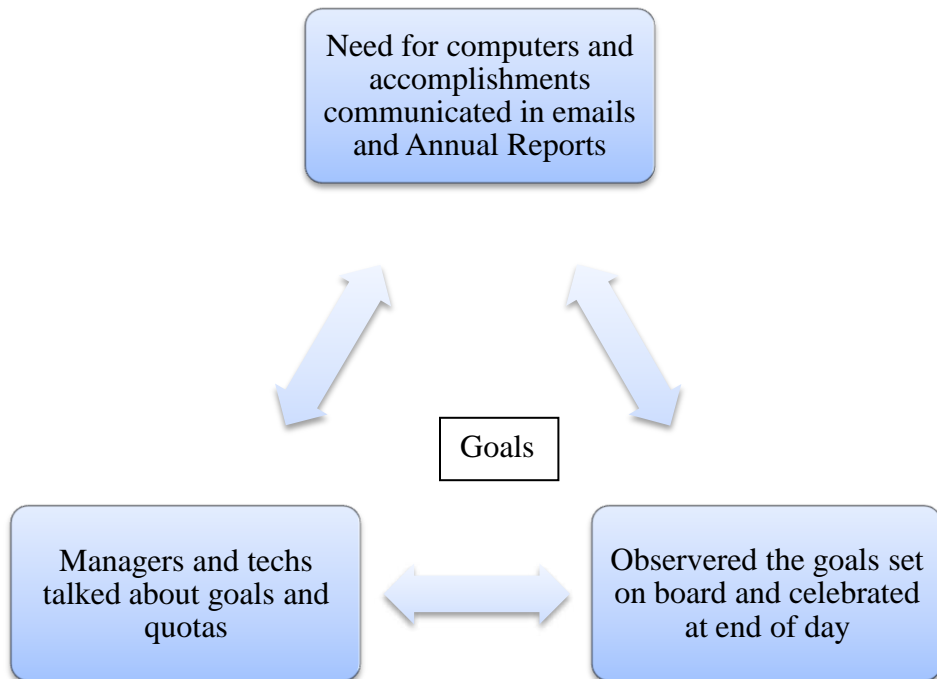 Need for computers and
accomplishments
communicated in emails
and Annual Reports
Goals
Managers and techs
talked about goals and
quotas
Observered the goals set
on board and celebrated
at end of day